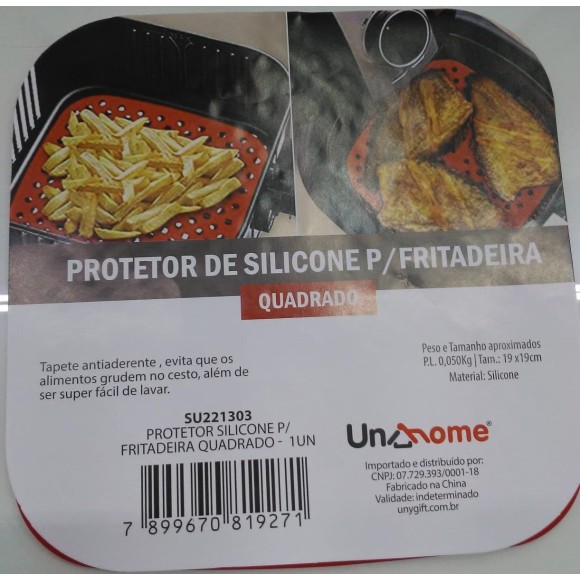 PROTETOR DE SILICONE P/FRITADEIRA
QUADRADO
Tapete antiaderente , evita que os
alimentos grudem no cesto, além de
ser super fácil de lavar.
Peso e Tamanho aproximados
P.L. 0,050Kg | Tam.: 19 x19cm
Material: Silicone
SU221303
PROTETOR SILICONE P/
FRITADEIRA QUADRADO - 1UN
7 899670 819271
UnaHome®
Importado e distribuído por:
CNPJ: 07.729.393/0001-18
Fabricado na China
Validade: indeterminado
unygift.com.br